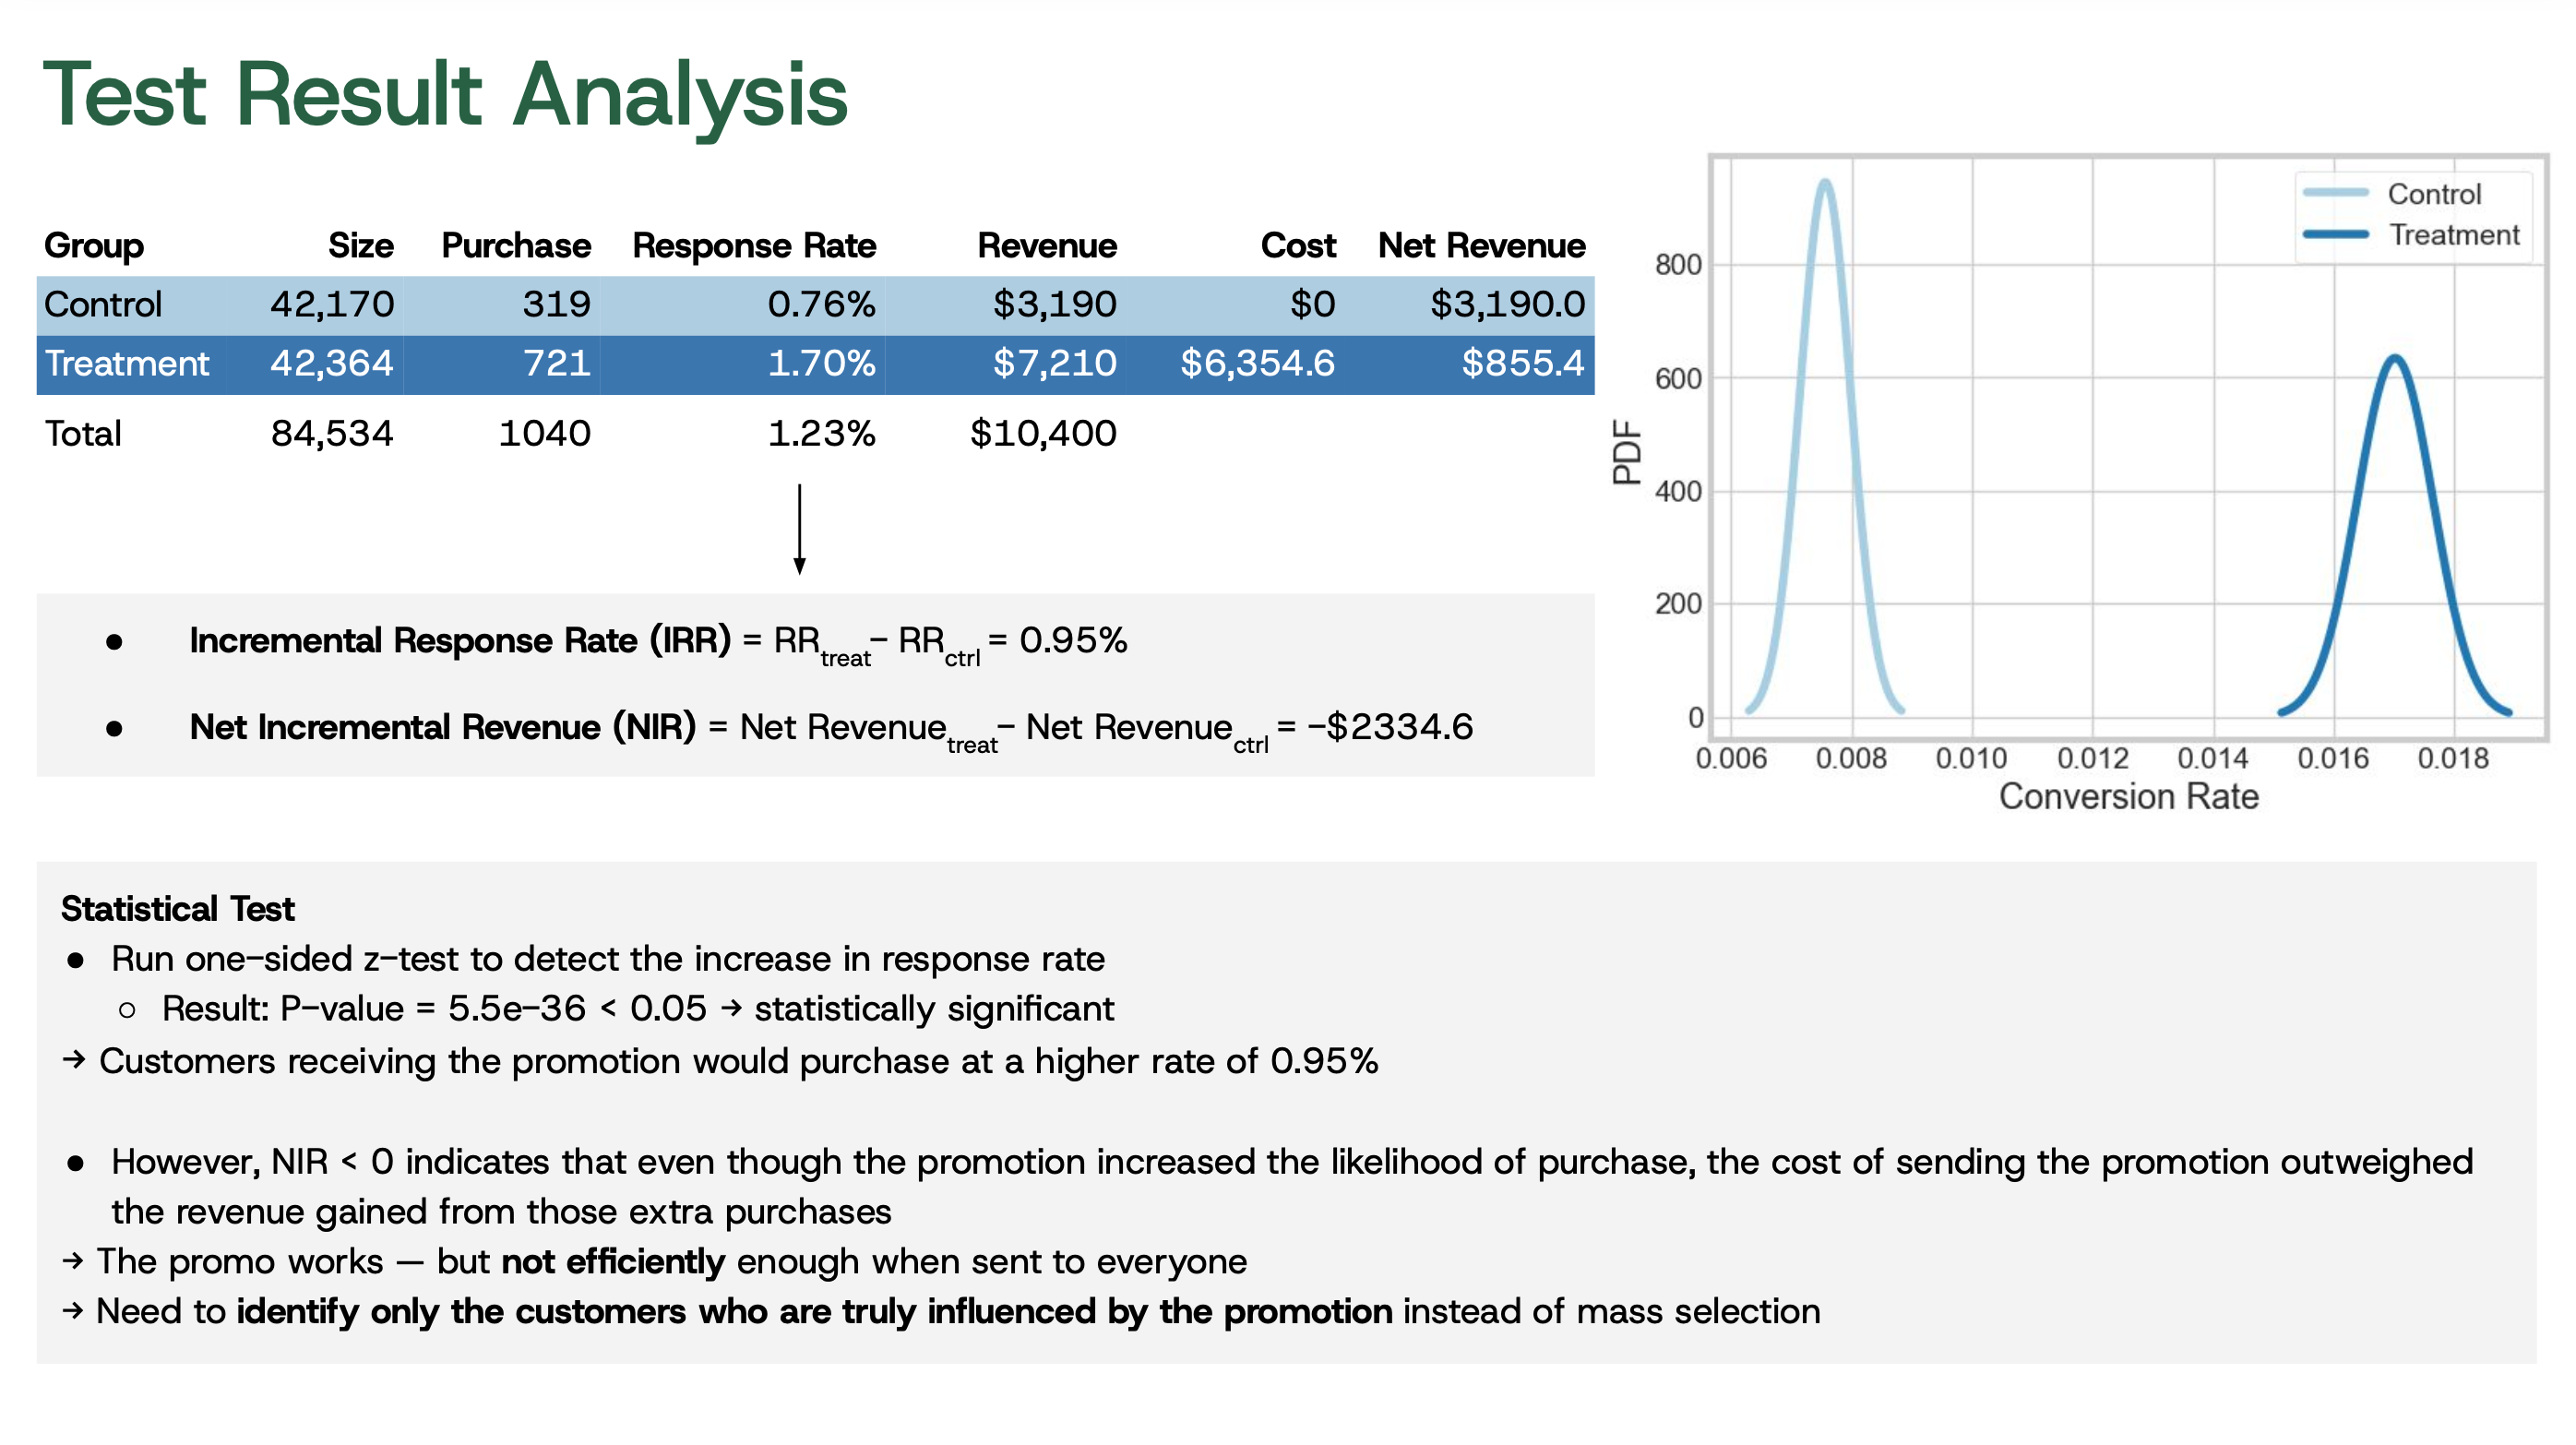 Test Result Analysis
Group Size Purchase Response Rate Revenue Cost Net Revenue
Control 42,170 319 0.76% $3,190 $0 $3,190.0
Treatment 42,364 721 1.70% $7,210 $6,354.6 $855.4
Total 84,534 1040 1.23% $10,400
● Incremental Response Rate (IRR) = RRtreat– RRctrl = 0.95%
● Net Incremental Revenue (NIR) = Net Revenuetreat– Net Revenuectrl = –$2334.6
Control
Treatment
800
600
400
200
0
PDF
0.006 0.008 0.010 0.012 0.014 0.016 0.018
Conversion Rate
Statistical Test
● Run one-sided z-test to detect the increase in response rate
○ Result: P-value = 5.5e-36 < 0.05 → statistically significant
→ Customers receiving the promotion would purchase at a higher rate of 0.95%
● However, NIR < 0 indicates that even though the promotion increased the likelihood of purchase, the cost of sending the promotion outweighed
the revenue gained from those extra purchases
→ The promo works — but not efficiently enough when sent to everyone
→ Need to identify only the customers who are truly influenced by the promotion instead of mass selection